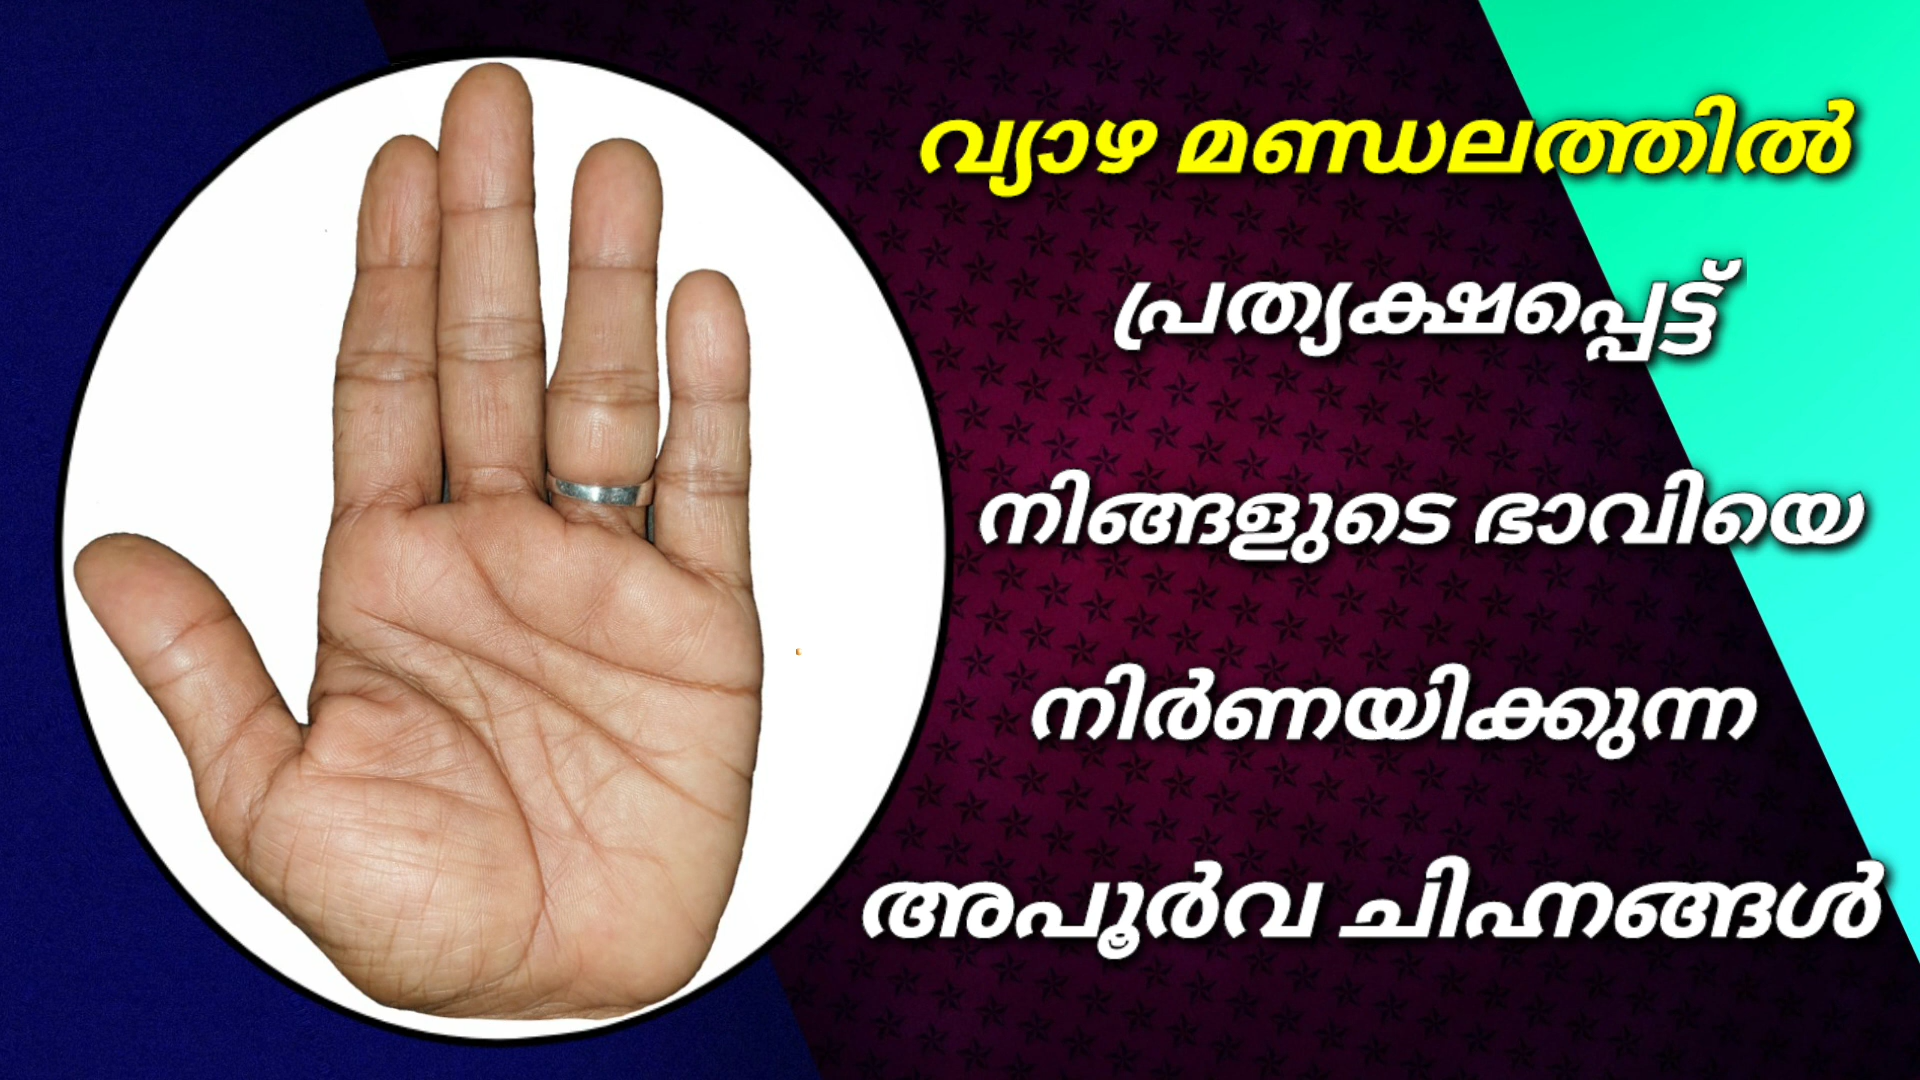 വ്യാഴ മണ്ഡലത്തിൽ
പ്രത്യക്ഷപ്പെട്ട്
നിങ്ങളുടെ ഭാവിയെ
നിർണയിക്കുന്ന
അപൂർവ ചിഹ്നങ്ങൾ